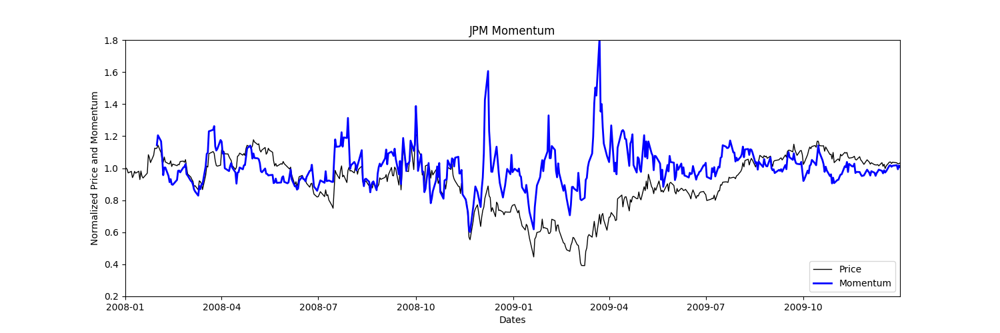 JPM Momentum
Normalized Price and Momentum
1.8
1.6
1.4
1.2
1.0
0.8
0.6
0.4
0.2
2008-01 2008-04 2008-07 2008-10 2009-01 2009-04 2009-07 2009-10
Dates
Price
Momentum